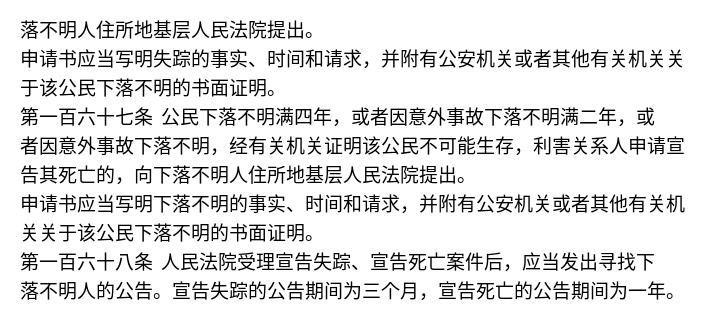 落不明人住所地基层人民法院提出。
申请书应当写明失踪的事实、时间和请求，并附有公安机关或者其他有关机关关
于该公民下落不明的书面证明。
第一百六十七条 公民下落不明满四年，或者因意外事故下落不明满二年，或
者因意外事故下落不明，经有关机关证明该公民不可能生存，利害关系人申请宣
告其死亡的，向下落不明人住所地基层人民法院提出。
申请书应当写明下落不明的事实、时间和请求，并附有公安机关或者其他有关机
关关于该公民下落不明的书面证明。
第一百六十八条 人民法院受理宣告失踪、宣告死亡案件后，应当发出寻找下
落不明人的公告。宣告失踪的公告期间为三个月，宣告死亡的公告期间为一年。